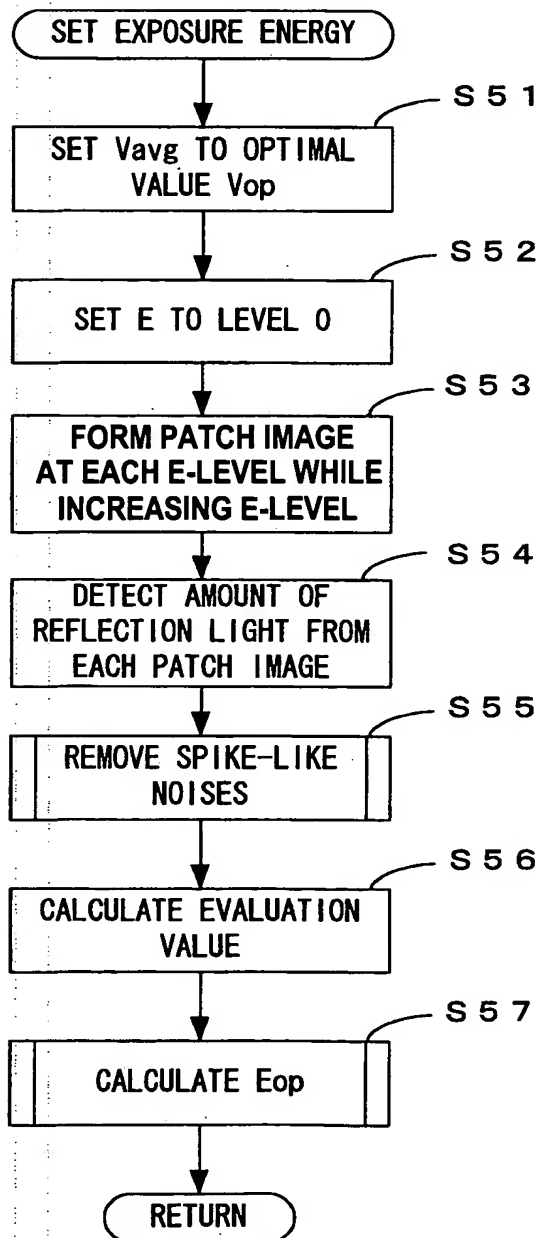 SET EXPOSURE ENERGY
S51
SET Vavg TO OPTIMAL
VALUE Vop
S52
SET E TO LEVEL 0
S53
FORM PATCH IMAGE
AT EACH E-LEVEL WHILE
INCREASING E-LEVEL
S54
DETECT AMOUNT OF
REFLECTION LIGHT FROM
EACH PATCH IMAGE
S55
REMOVE SPIKE-LIKE
NOISES
S56
CALCULATE EVALUATION
VALUE
S57
CALCULATE Eop
RETURN